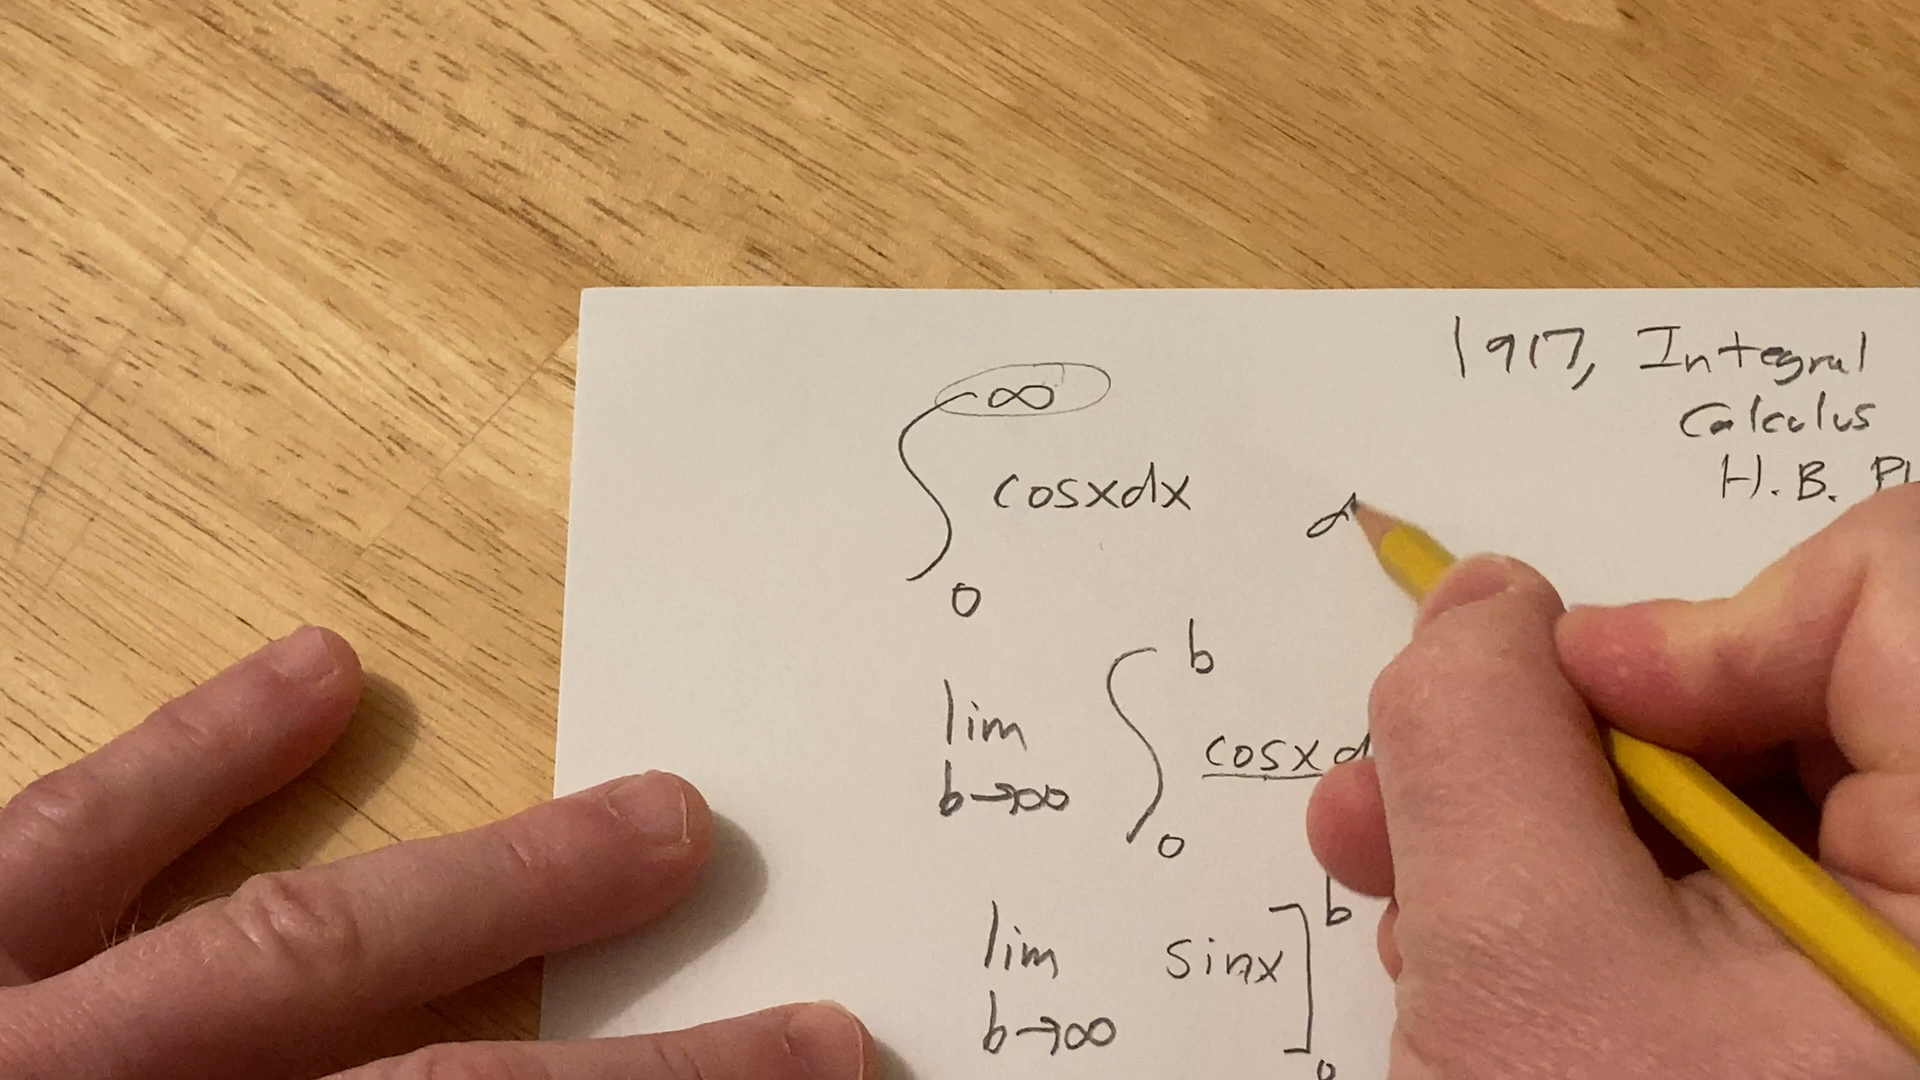 1917, Integral
Calculus
H. B.
∞
∫ cosxdx
0
b
lim ∫ cosxd
b→∞ 0
b
lim sinx]
b→∞ 0